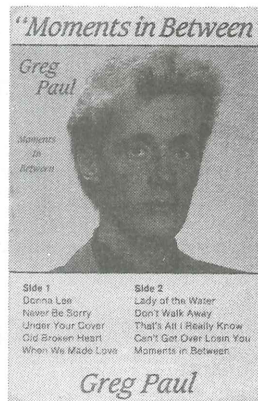 “Moments in Between
Greg
Paul
Moments
In
Between
Side 1
Donna Lee
Never Be Sorry
Under Your Cover
Old Broken Heart
When We Made Love
Side 2
Lady of the Water
Don't Walk Away
That's All I Really Know
Can't Get Over Losin You
Moments in Between
Greg Paul